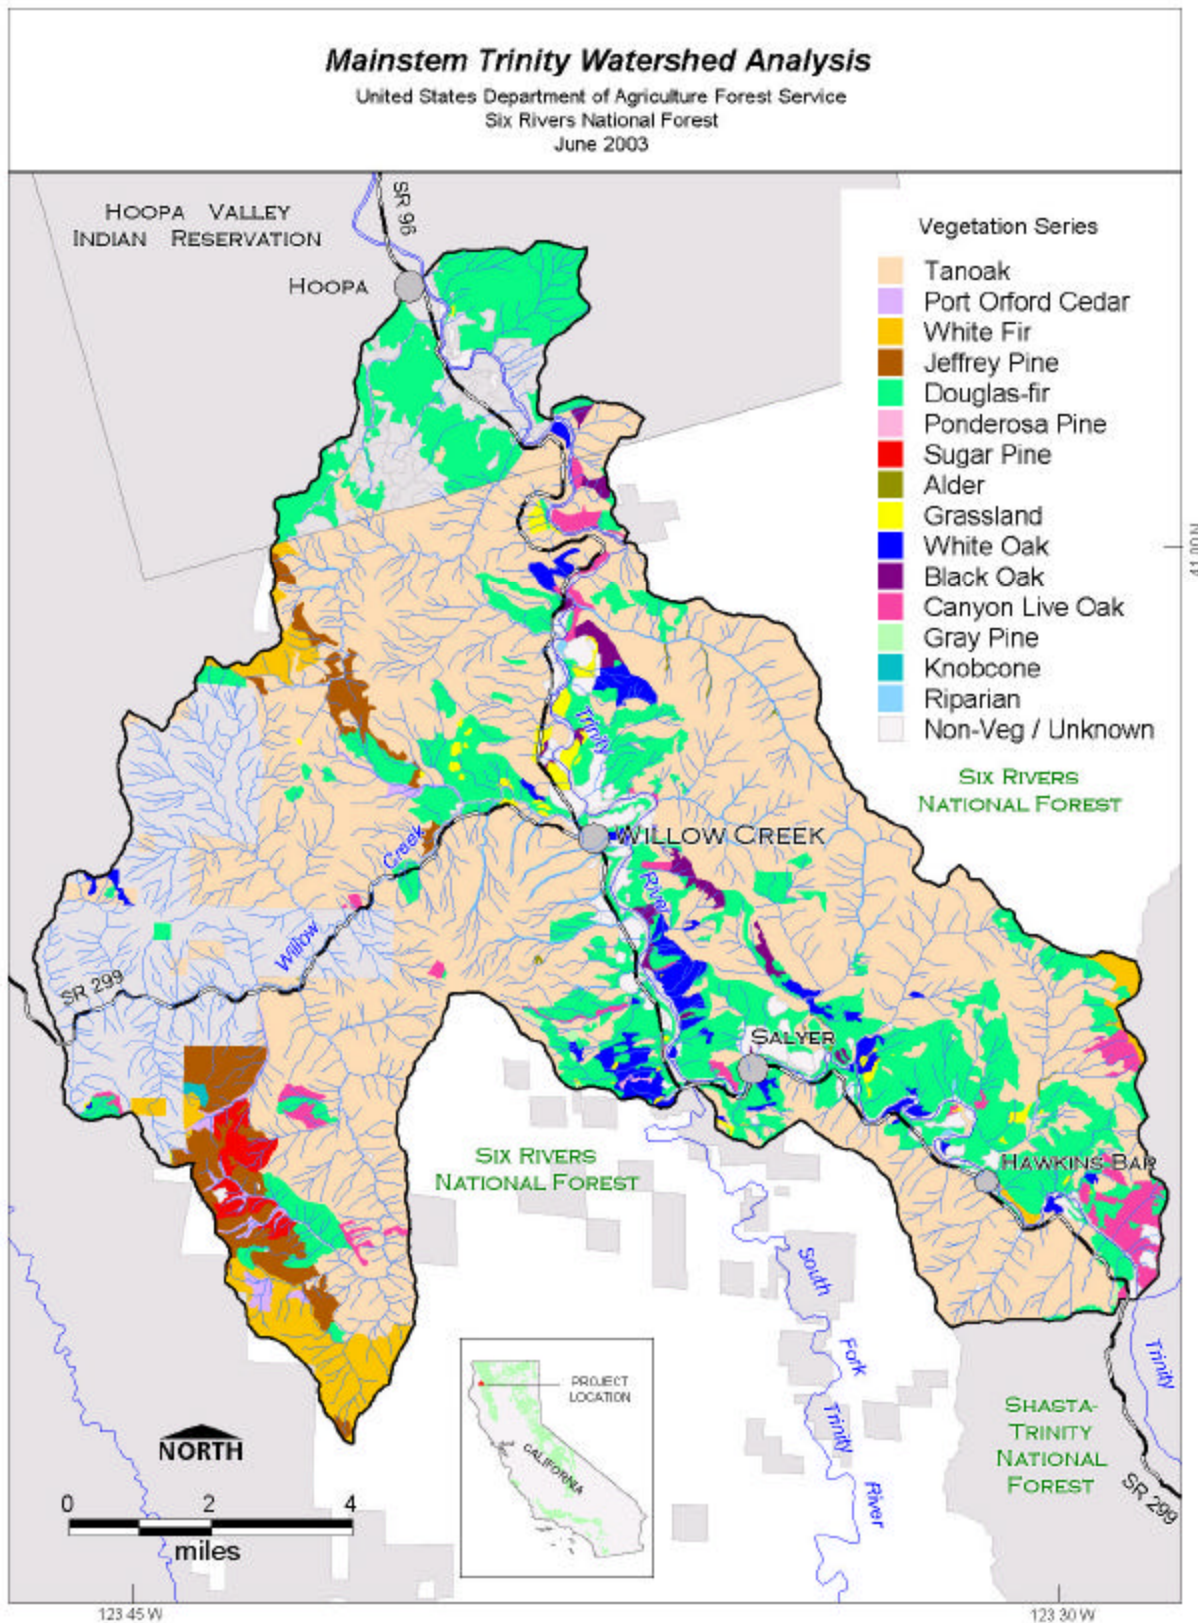 Mainstem Trinity Watershed Analysis
United States Department of Agriculture Forest Service
Six Rivers National Forest
June 2003
HOOPA VALLEY
INDIAN RESERVATION
SR 96
HOOPA
Vegetation Series
Tanoak
Port Orford Cedar
White Fir
Jeffrey Pine
Douglas-fir
Ponderosa Pine
Sugar Pine
Alder
Grassland
White Oak
Black Oak
Canyon Live Oak
Gray Pine
Knobcone
Riparian
Non-Veg / Unknown
SIX RIVERS
NATIONAL FOREST
Trinity
WILLOW CREEK
River
Creek
Willow
SR 299
SALYER
HAWKINS BAR
SIX RIVERS
NATIONAL FOREST
South
Fork
Trinity
River
Trinity
SHASTA-
TRINITY
NATIONAL
FOREST
SR 299
PROJECT
LOCATION
CALIFORNIA
NORTH
0 2 4
miles
123 45 W
123 30 W